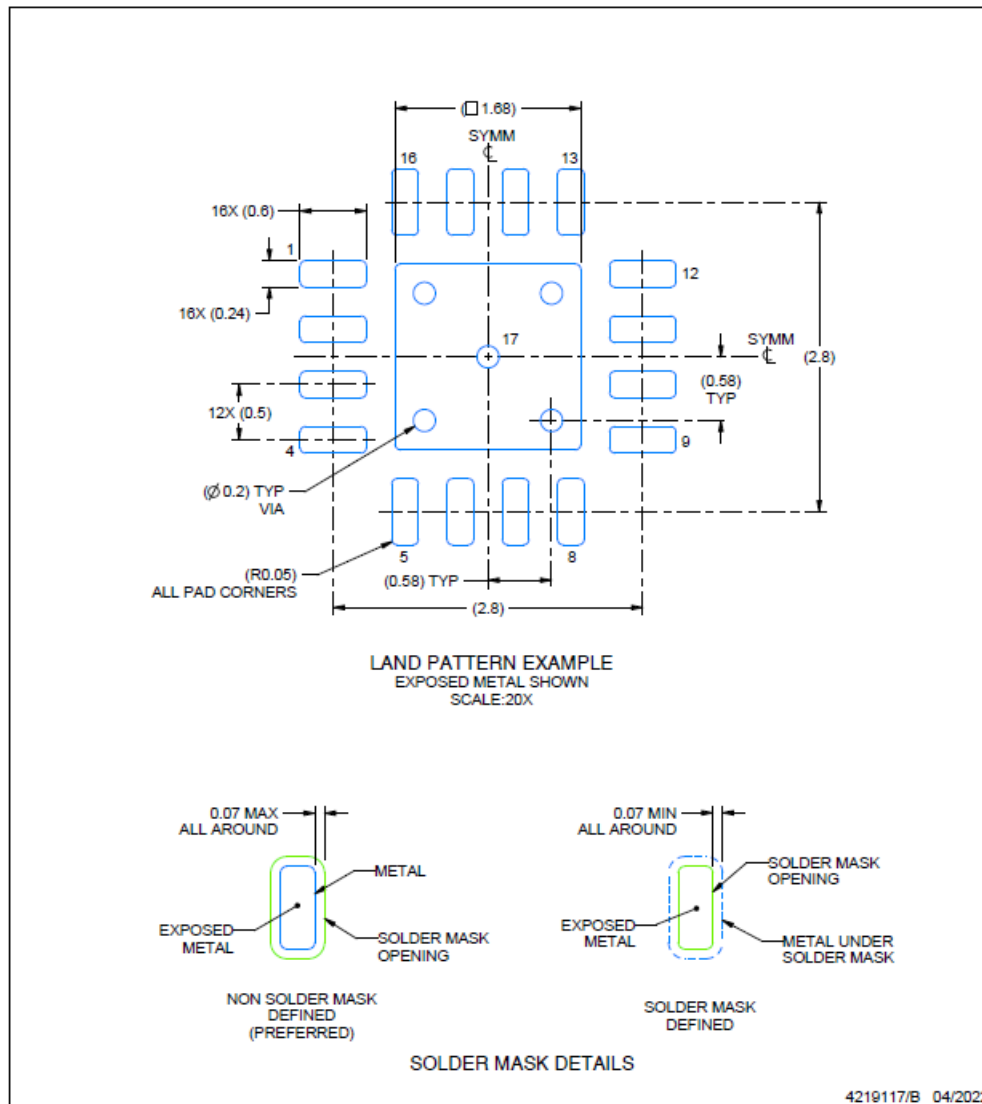 (□ 1.68)
SYMM
℄
16
13
16X (0.6)
1
12
16X (0.24)
17
SYMM
℄
(2.8)
(0.58)
TYP
12X (0.5)
4
9
(Ø 0.2) TYP
VIA
(R0.05)
ALL PAD CORNERS
5
8
(0.58) TYP
(2.8)
LAND PATTERN EXAMPLE
EXPOSED METAL SHOWN
SCALE:20X
0.07 MAX
ALL AROUND
METAL
EXPOSED
METAL
SOLDER MASK
OPENING
NON SOLDER MASK
DEFINED
(PREFERRED)
0.07 MIN
ALL AROUND
SOLDER MASK
OPENING
EXPOSED
METAL
METAL UNDER
SOLDER MASK
SOLDER MASK
DEFINED
SOLDER MASK DETAILS
4219117/B 04/202